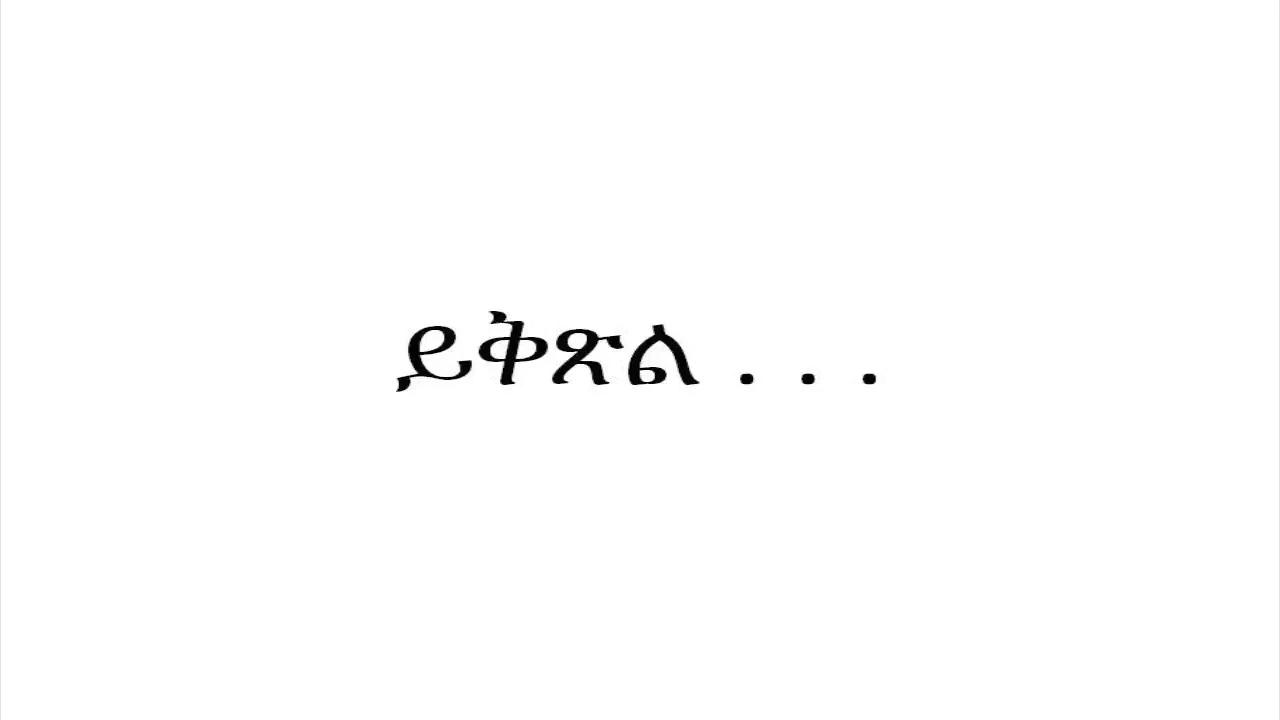 ይቅጽል . . .